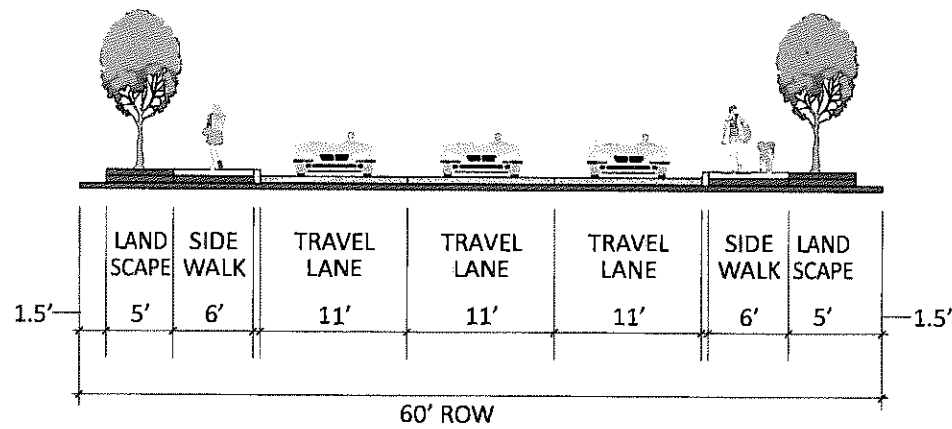 LAND SIDE TRAVEL TRAVEL TRAVEL SIDE LAND
SCAPE WALK LANE LANE LANE WALK SCAPE
1.5' 5' 6' 11' 11' 11' 6' 5' 1.5'
60' ROW